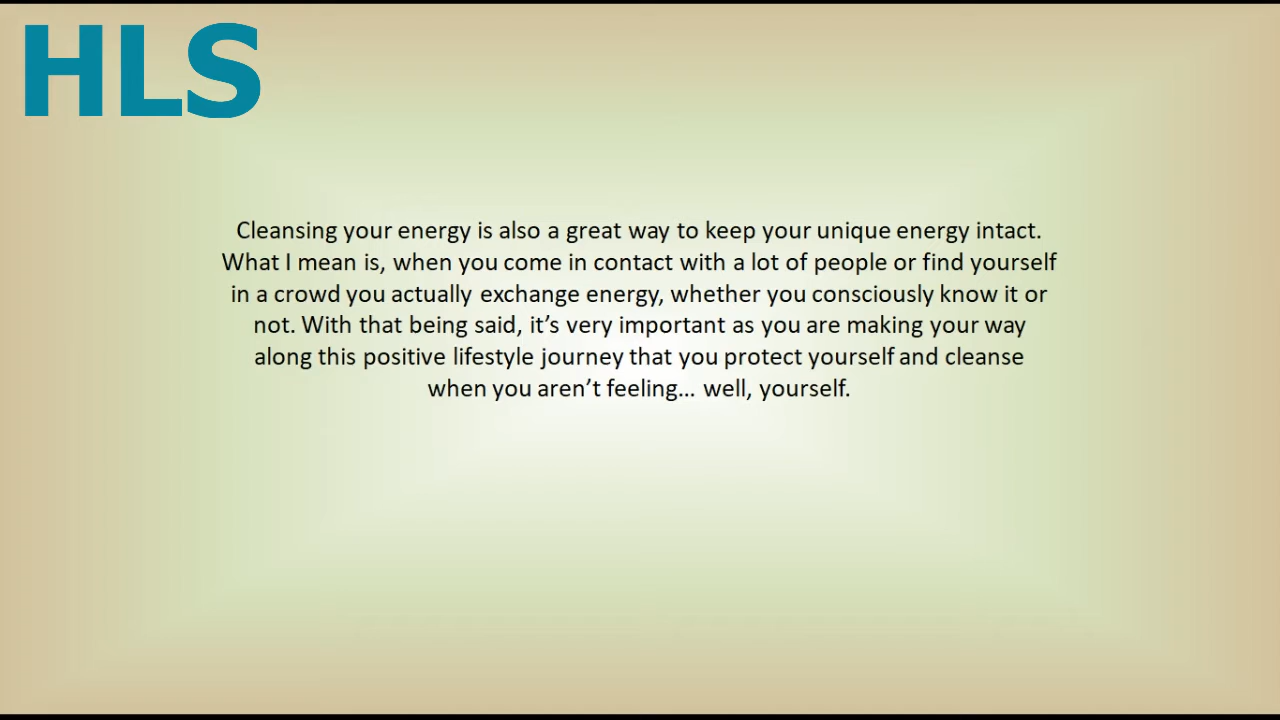 HLS
Cleansing your energy is also a great way to keep your unique energy intact.
What I mean is, when you come in contact with a lot of people or find yourself
in a crowd you actually exchange energy, whether you consciously know it or
not. With that being said, it’s very important as you are making your way
along this positive lifestyle journey that you protect yourself and cleanse
when you aren’t feeling… well, yourself.